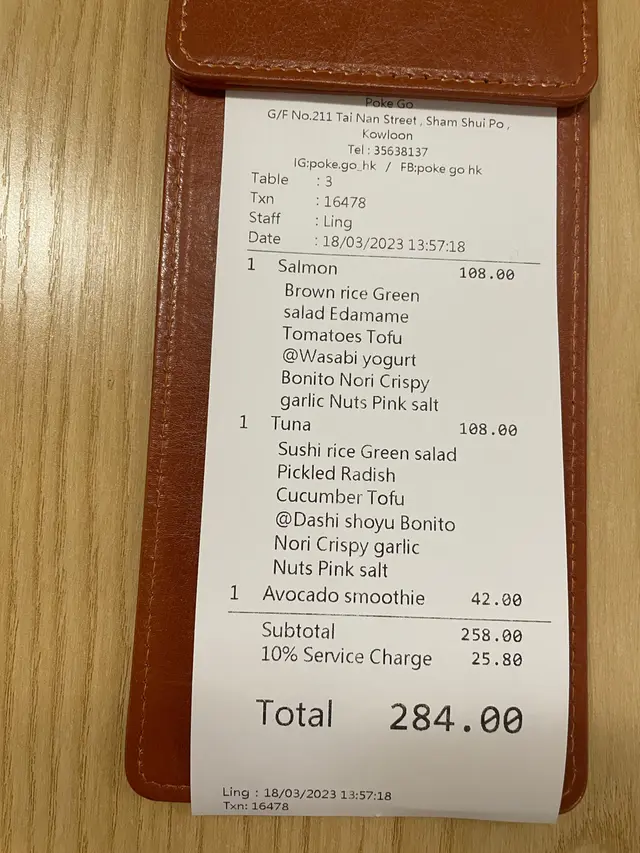 Poke Go
G/F No.211 Tai Nan Street , Sham Shui Po ,
Kowloon
Tel : 35638137
IG:poke.go_hk / FB:poke go hk
Table : 3
Txn : 16478
Staff : Ling
Date : 18/03/2023 13:57:18
1 Salmon 108.00
Brown rice Green
salad Edamame
Tomatoes Tofu
@Wasabi yogurt
Bonito Nori Crispy
garlic Nuts Pink salt
1 Tuna 108.00
Sushi rice Green salad
Pickled Radish
Cucumber Tofu
@Dashi shoyu Bonito
Nori Crispy garlic
Nuts Pink salt
1 Avocado smoothie 42.00
Subtotal 258.00
10% Service Charge 25.80
Total 284.00
Ling : 18/03/2023 13:57:18
Txn: 16478